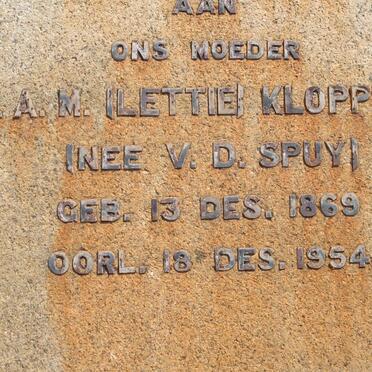 AAN
ONS MOEDER
A. M. (LETTIE) KLOPP
(NEE V. D. SPUY)
GEB. 13 DES. 1869
OORL. 18 DES. 1954